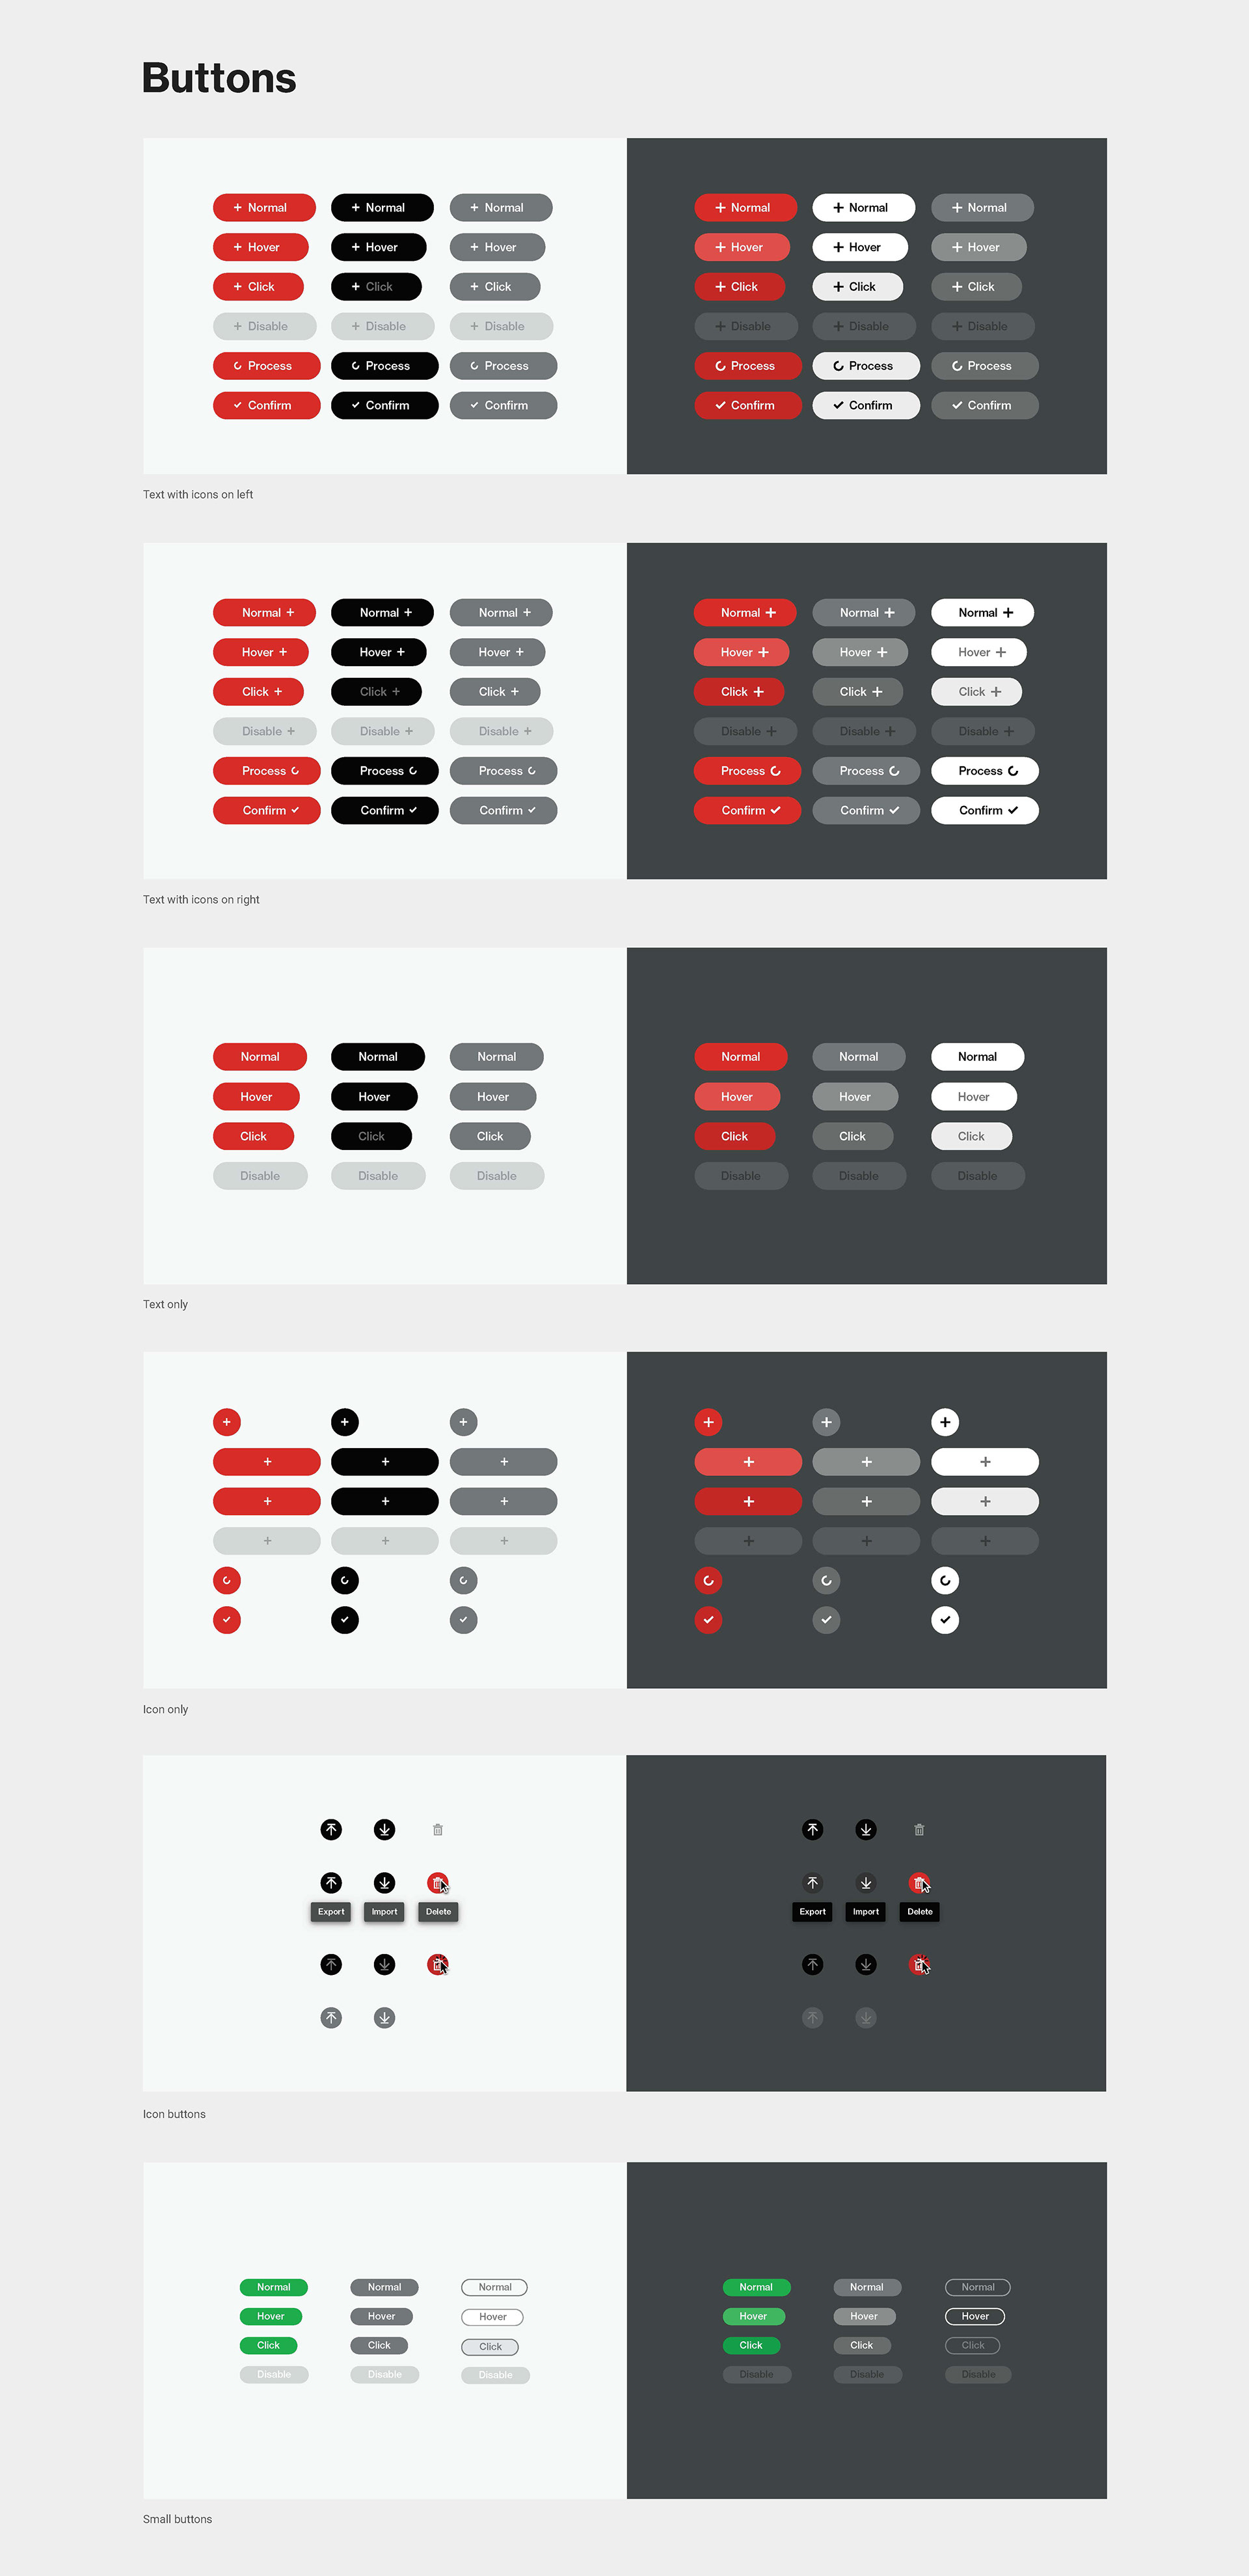 Buttons
Normal Normal Normal Normal Normal Normal
Hover Hover Hover Hover Hover Hover
Click Click Click Click Click Click
Disable Disable Disable Disable Disable Disable
Process Process Process Process Process Process
Confirm Confirm Confirm Confirm Confirm Confirm
Text with icons on left
Normal Normal Normal Normal Normal Normal
Hover Hover Hover Hover Hover Hover
Click Click Click Click Click Click
Disable Disable Disable Disable Disable Disable
Process Process Process Process Process Process
Confirm Confirm Confirm Confirm Confirm Confirm
Text with icons on right
Normal Normal Normal Normal Normal Normal
Hover Hover Hover Hover Hover Hover
Click Click Click Click Click Click
Disable Disable Disable Disable Disable Disable
Text only
Icon only
Export Import Delete Export Import Delete
Icon buttons
Normal Normal Normal Normal Normal Normal
Hover Hover Hover Hover Hover Hover
Click Click Click Click Click Click
Disable Disable Disable Disable Disable Disable
Small buttons